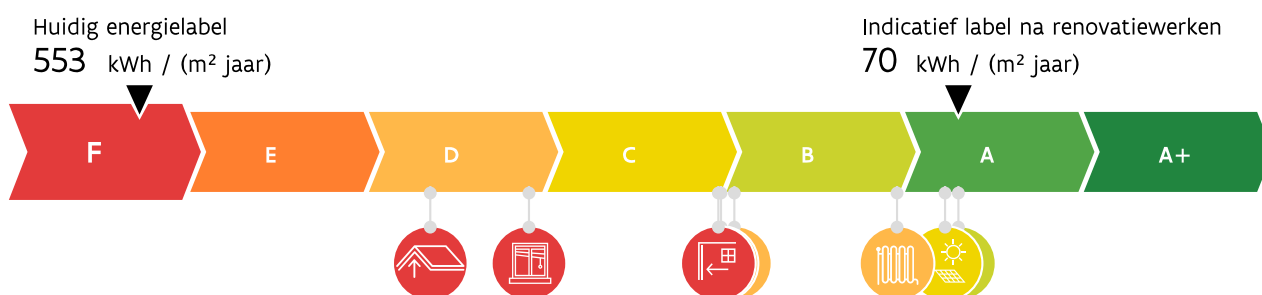 Huidig energielabel
553 kWh / (m² jaar)
Indicatief label na renovatiewerken
70 kWh / (m² jaar)
F E D C B A A+